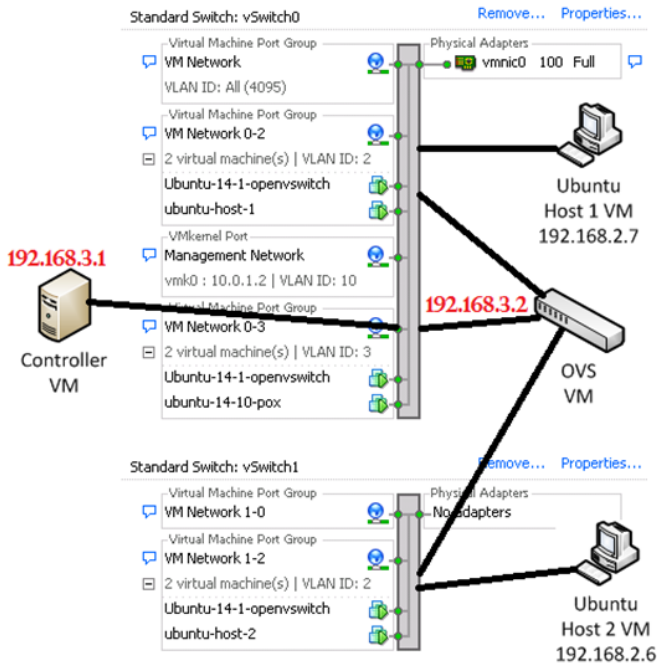 Standard Switch: vSwitch0
Remove... Properties...
Virtual Machine Port Group
VM Network
VLAN ID: All (4095)
Physical Adapters
vmnic0 100 Full
Virtual Machine Port Group
VM Network 0-2
2 virtual machine(s) | VLAN ID: 2
Ubuntu-14-1-openvswitch
ubuntu-host-1
Ubuntu
Host 1 VM
192.168.2.7
VMkernel Port
Management Network
vmk0 : 10.0.1.2 | VLAN ID: 10
192.168.3.1
Controller
VM
Virtual Machine Port Group
VM Network 0-3
2 virtual machine(s) | VLAN ID: 3
Ubuntu-14-1-openvswitch
ubuntu-14-10-pox
192.168.3.2
OVS
VM
Standard Switch: vSwitch1
Remove... Properties...
Virtual Machine Port Group
VM Network 1-0
Physical Adapters
No adapters
Virtual Machine Port Group
VM Network 1-2
2 virtual machine(s) | VLAN ID: 2
Ubuntu-14-1-openvswitch
ubuntu-host-2
Ubuntu
Host 2 VM
192.168.2.6